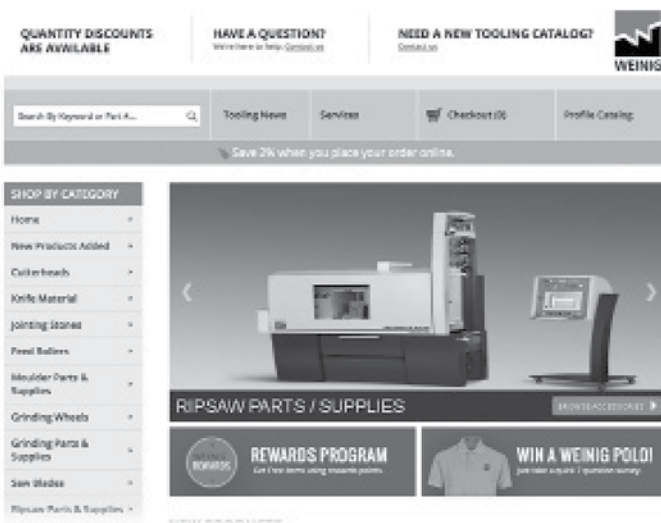 QUANTITY DISCOUNTS
ARE AVAILABLE
HAVE A QUESTION?
We're here to help. Contact us
NEED A NEW TOOLING CATALOG?
Contact us
WEINIG
Search By Keyword or Part #...
Tooling News
Services
Checkout (0)
Profile Catalog
Save 2% when you place your order online.
SHOP BY CATEGORY
Home
New Products Added
Cutterheads
Knife Material
Jointing Stones
Feed Rollers
Moulder Parts &
Supplies
Grinding Wheels
Grinding Parts &
Supplies
Saw Blades
Ripsaw Parts & Supplies
RIPSAW PARTS / SUPPLIES
BROWSE ACCESSORIES
WEINIG
REWARDS
REWARDS PROGRAM
Get free items using rewards points.
WIN A WEINIG POLO!
Just take a quick 7 question survey.